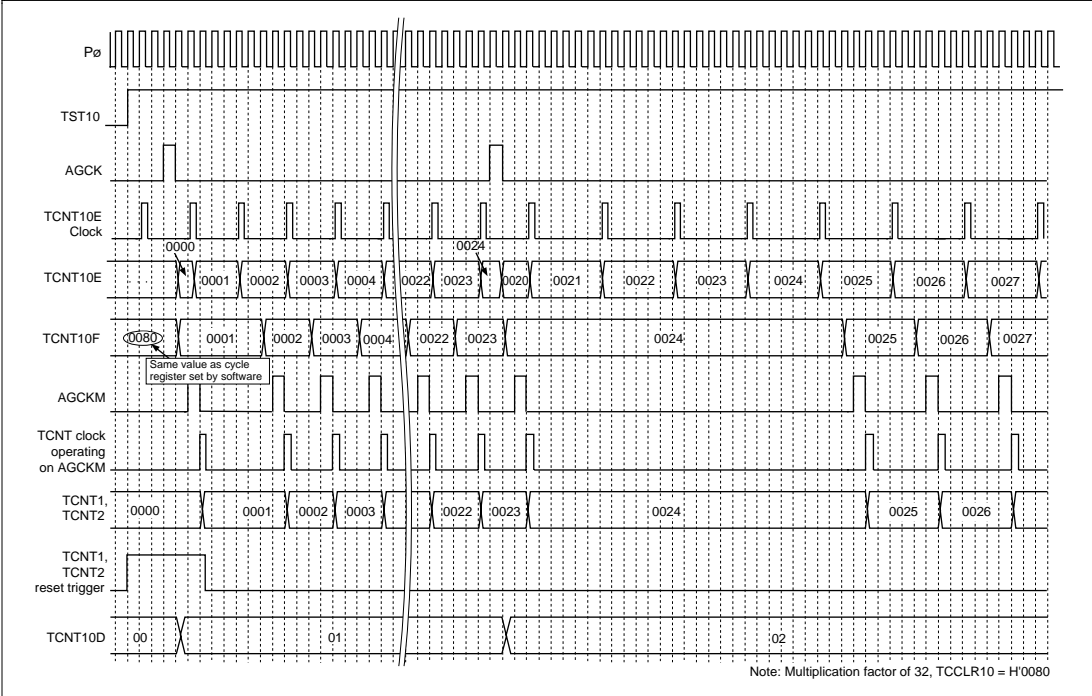 Pø
TST10
AGCK
TCNT10E
Clock
0000
0024
TCNT10E
0001
0002
0003
0004
0022
0023
0020
0021
0022
0023
0024
0025
0026
0027
TCNT10F
0080
0001
0002
0003
0004
0022
0023
0024
0025
0026
0027
Same value as cycle
register set by software
AGCKM
TCNT clock
operating
on AGCKM
TCNT1,
TCNT2
0000
0001
0002
0003
0022
0023
0024
0025
0026
TCNT1,
TCNT2
reset trigger
TCNT10D
00
01
02
Note: Multiplication factor of 32, TCCLR10 = H'0080